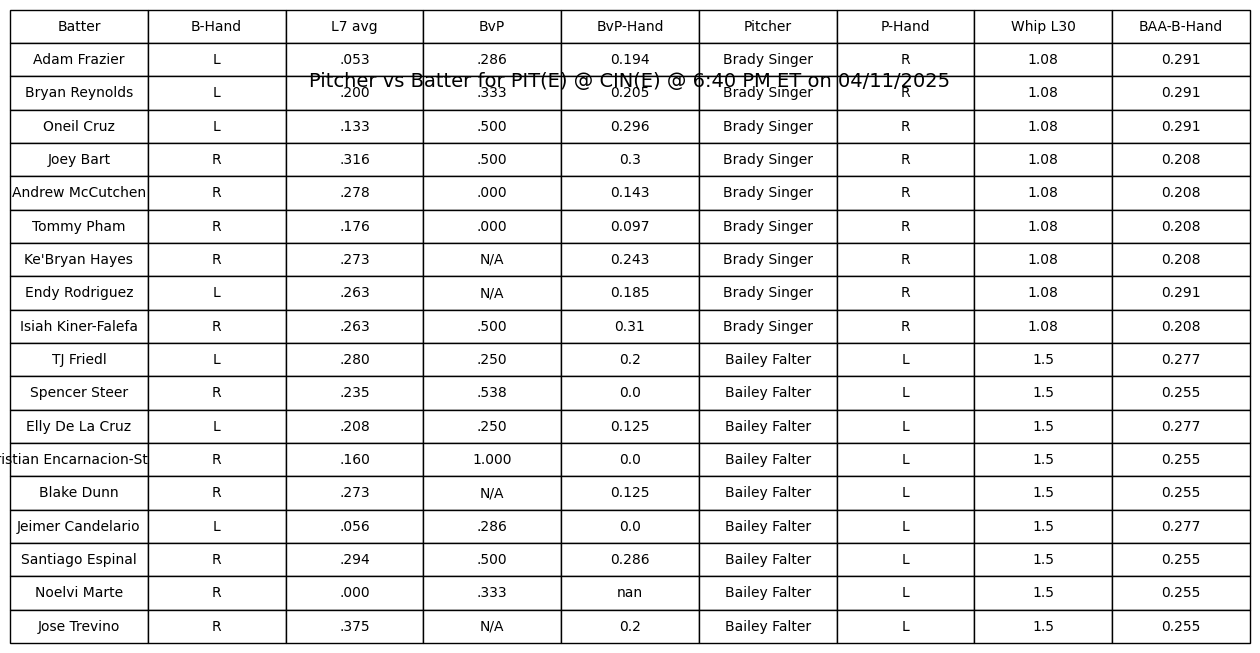 Batter B-Hand L7 avg BvP BvP-Hand Pitcher P-Hand Whip L30 BAA-B-Hand
Adam Frazier L .053 .286 0.194 Brady Singer R 1.08 0.291
Pitcher vs Batter for PIT(E) @ CIN(E) @ 6:40 PM ET on 04/11/2025
Bryan Reynolds L .200 .333 0.205 Brady Singer R 1.08 0.291
Oneil Cruz L .133 .500 0.296 Brady Singer R 1.08 0.291
Joey Bart R .316 .500 0.3 Brady Singer R 1.08 0.208
Andrew McCutchen R .278 .000 0.143 Brady Singer R 1.08 0.208
Tommy Pham R .176 .000 0.097 Brady Singer R 1.08 0.208
Ke'Bryan Hayes R .273 N/A 0.243 Brady Singer R 1.08 0.208
Endy Rodriguez L .263 N/A 0.185 Brady Singer R 1.08 0.291
Isiah Kiner-Falefa R .263 .500 0.31 Brady Singer R 1.08 0.208
TJ Friedl L .280 .250 0.2 Bailey Falter L 1.5 0.277
Spencer Steer R .235 .538 0.0 Bailey Falter L 1.5 0.255
Elly De La Cruz L .208 .250 0.125 Bailey Falter L 1.5 0.277
istian Encarnacion-St R .160 1.000 0.0 Bailey Falter L 1.5 0.255
Blake Dunn R .273 N/A 0.125 Bailey Falter L 1.5 0.255
Jeimer Candelario L .056 .286 0.0 Bailey Falter L 1.5 0.277
Santiago Espinal R .294 .500 0.286 Bailey Falter L 1.5 0.255
Noelvi Marte R .000 .333 nan Bailey Falter L 1.5 0.255
Jose Trevino R .375 N/A 0.2 Bailey Falter L 1.5 0.255